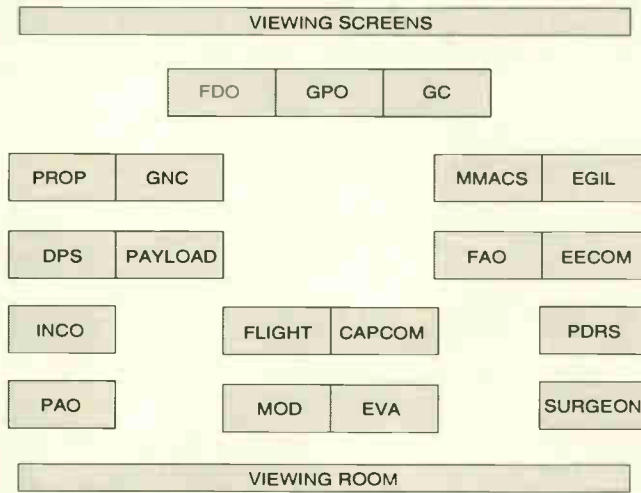 VIEWING SCREENS
FDO GPO GC
PROP GNC MMACS EGIL
DPS PAYLOAD FAO EECOM
INCO FLIGHT CAPCOM PDRS
PAO MOD EVA SURGEON
VIEWING ROOM